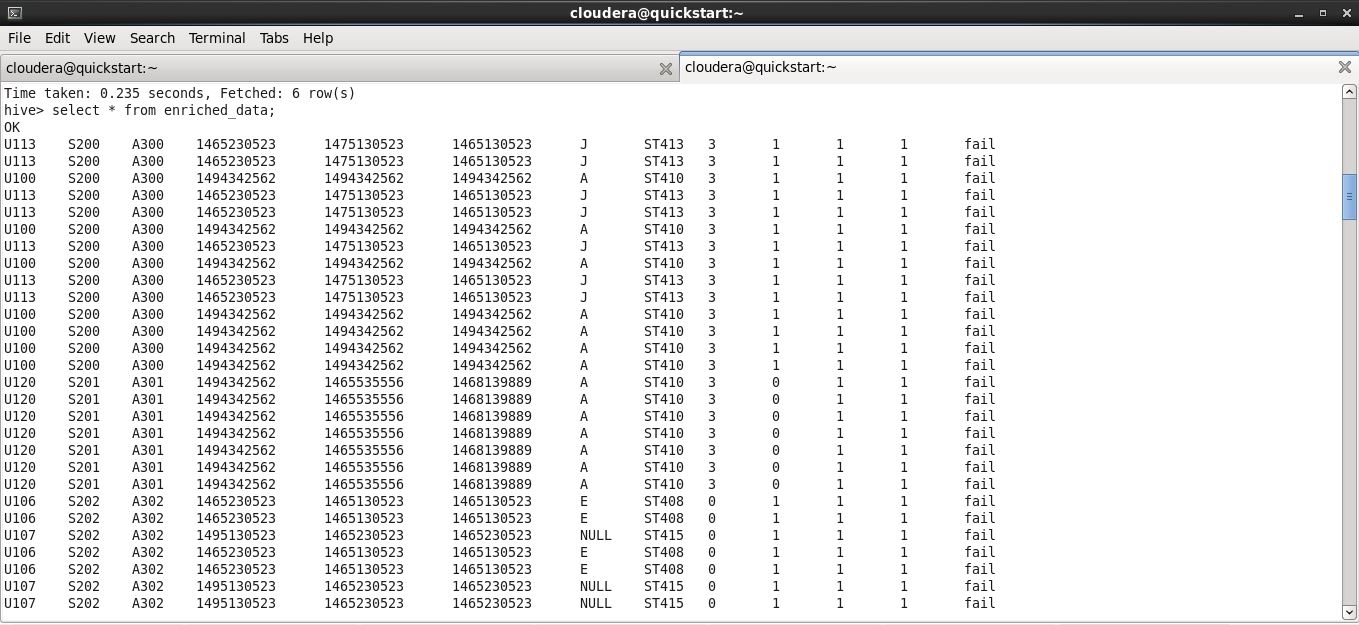 cloudera@quickstart:~
File Edit View Search Terminal Tabs Help
cloudera@quickstart:~ cloudera@quickstart:~
Time taken: 0.235 seconds, Fetched: 6 row(s)
hive> select * from enriched_data;
OK
U113 S200 A300 1465230523 1475130523 1465130523 J ST413 3 1 1 1 fail
U113 S200 A300 1465230523 1475130523 1465130523 J ST413 3 1 1 1 fail
U100 S200 A300 1494342562 1494342562 1494342562 A ST410 3 1 1 1 fail
U113 S200 A300 1465230523 1475130523 1465130523 J ST413 3 1 1 1 fail
U113 S200 A300 1465230523 1475130523 1465130523 J ST413 3 1 1 1 fail
U100 S200 A300 1494342562 1494342562 1494342562 A ST410 3 1 1 1 fail
U113 S200 A300 1465230523 1475130523 1465130523 J ST413 3 1 1 1 fail
U100 S200 A300 1494342562 1494342562 1494342562 A ST410 3 1 1 1 fail
U113 S200 A300 1465230523 1475130523 1465130523 J ST413 3 1 1 1 fail
U113 S200 A300 1465230523 1475130523 1465130523 J ST413 3 1 1 1 fail
U100 S200 A300 1494342562 1494342562 1494342562 A ST410 3 1 1 1 fail
U100 S200 A300 1494342562 1494342562 1494342562 A ST410 3 1 1 1 fail
U100 S200 A300 1494342562 1494342562 1494342562 A ST410 3 1 1 1 fail
U100 S200 A300 1494342562 1494342562 1494342562 A ST410 3 1 1 1 fail
U120 S201 A301 1494342562 1465535556 1468139889 A ST410 3 0 1 1 fail
U120 S201 A301 1494342562 1465535556 1468139889 A ST410 3 0 1 1 fail
U120 S201 A301 1494342562 1465535556 1468139889 A ST410 3 0 1 1 fail
U120 S201 A301 1494342562 1465535556 1468139889 A ST410 3 0 1 1 fail
U120 S201 A301 1494342562 1465535556 1468139889 A ST410 3 0 1 1 fail
U120 S201 A301 1494342562 1465535556 1468139889 A ST410 3 0 1 1 fail
U120 S201 A301 1494342562 1465535556 1468139889 A ST410 3 0 1 1 fail
U106 S202 A302 1465230523 1465130523 1465130523 E ST408 0 1 1 1 fail
U106 S202 A302 1465230523 1465130523 1465130523 E ST408 0 1 1 1 fail
U107 S202 A302 1495130523 1465230523 1465230523 NULL ST415 0 1 1 1 fail
U106 S202 A302 1465230523 1465130523 1465130523 E ST408 0 1 1 1 fail
U106 S202 A302 1465230523 1465130523 1465130523 E ST408 0 1 1 1 fail
U107 S202 A302 1495130523 1465230523 1465230523 NULL ST415 0 1 1 1 fail
U107 S202 A302 1495130523 1465230523 1465230523 NULL ST415 0 1 1 1 fail